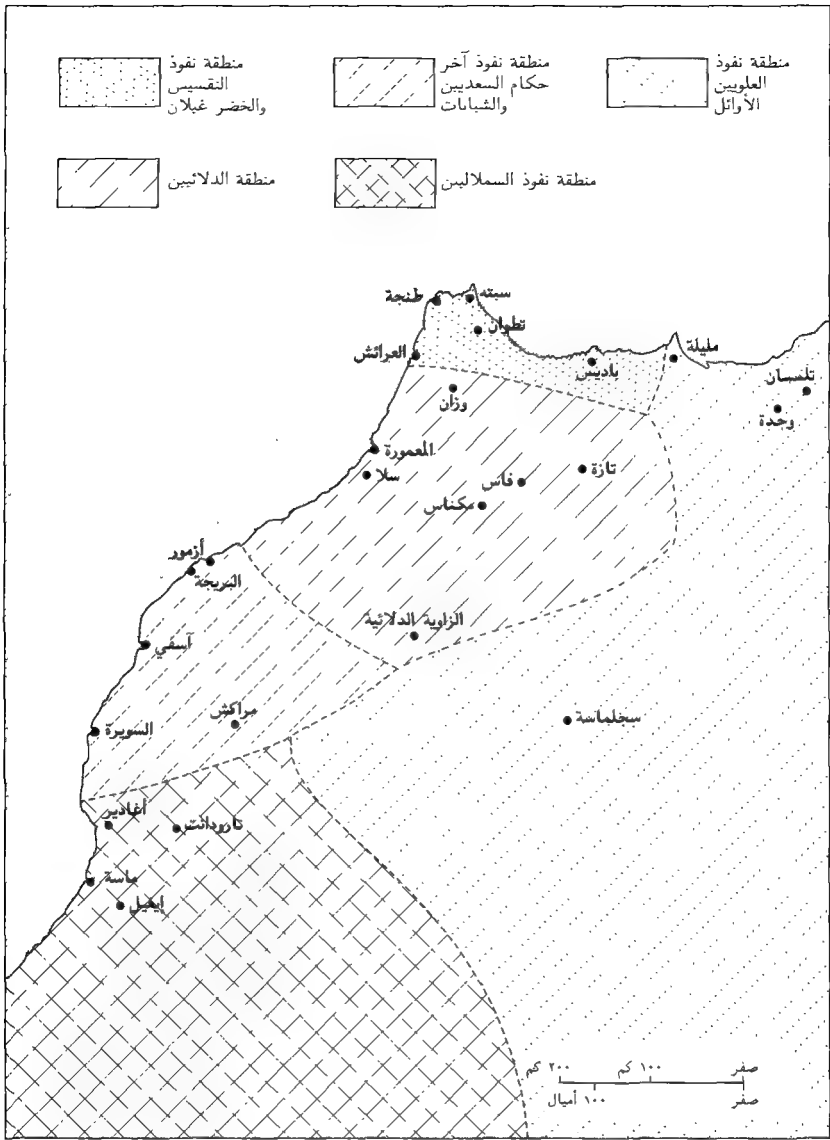 منطقة نفوذ
العلويين
الأوائل
منطقة نفوذ آخر
حكام السعديين
والشبانات
منطقة نفوذ
النقسيس
والخضر غيلان
منطقة نفوذ السملاليين
منطقة الدلائيين
سبته
طنجة
تطوان
مليلة
العرائش
باديس
تلمسان
وزان
وجدة
المعمورة
تازة
سلا
فاس
مكناس
أزمور
البريجة
الزاوية الدلائية
آسفي
مراكش
سجلماسة
السويرة
أغادير
تارودانت
ماسة
إيغيل
صفر
١٠٠ كم
٢٠٠ كم
صفر
١٠٠ أميال